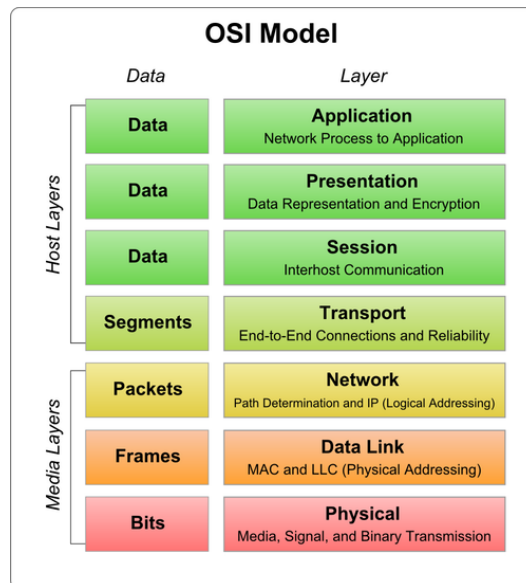 OSI Model
Data Layer
Host Layers
Data
Application
Network Process to Application
Data
Presentation
Data Representation and Encryption
Data
Session
Interhost Communication
Segments
Transport
End-to-End Connections and Reliability
Media Layers
Packets
Network
Path Determination and IP (Logical Addressing)
Frames
Data Link
MAC and LLC (Physical Addressing)
Bits
Physical
Media, Signal, and Binary Transmission